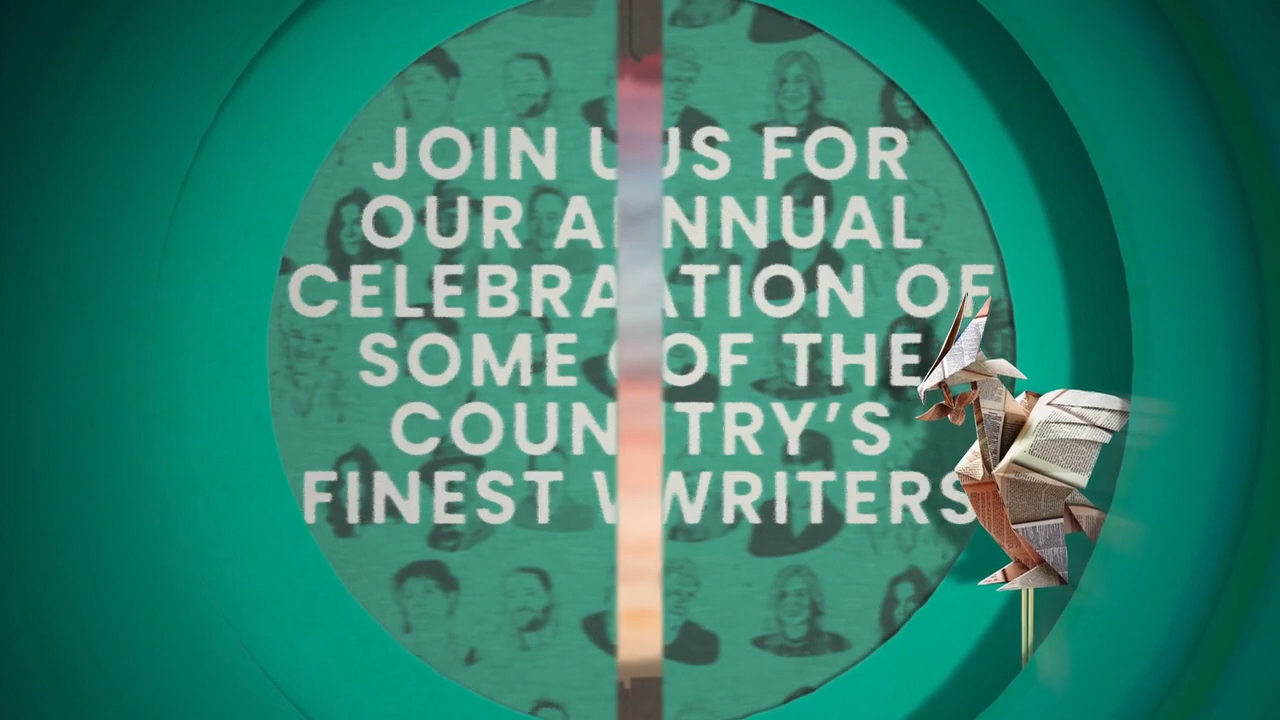 JOIN US FOR
OUR ANNUAL
CELEBRATION OF
SOME OF THE
COUNTRY’S
FINEST WRITERS